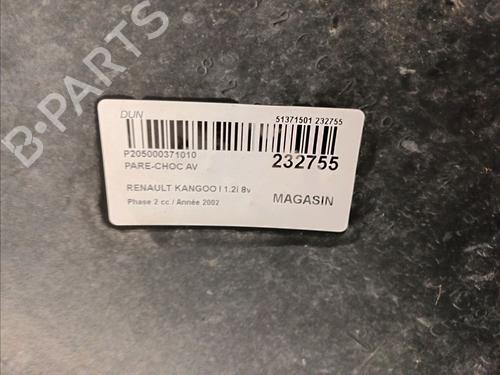 B-PARTS
DUN
51371501 232755
P205000371010
232755
PARE-CHOC AV
RENAULT KANGOO I 1.2i 8v
MAGASIN
Phase 2 cc / Année 2002